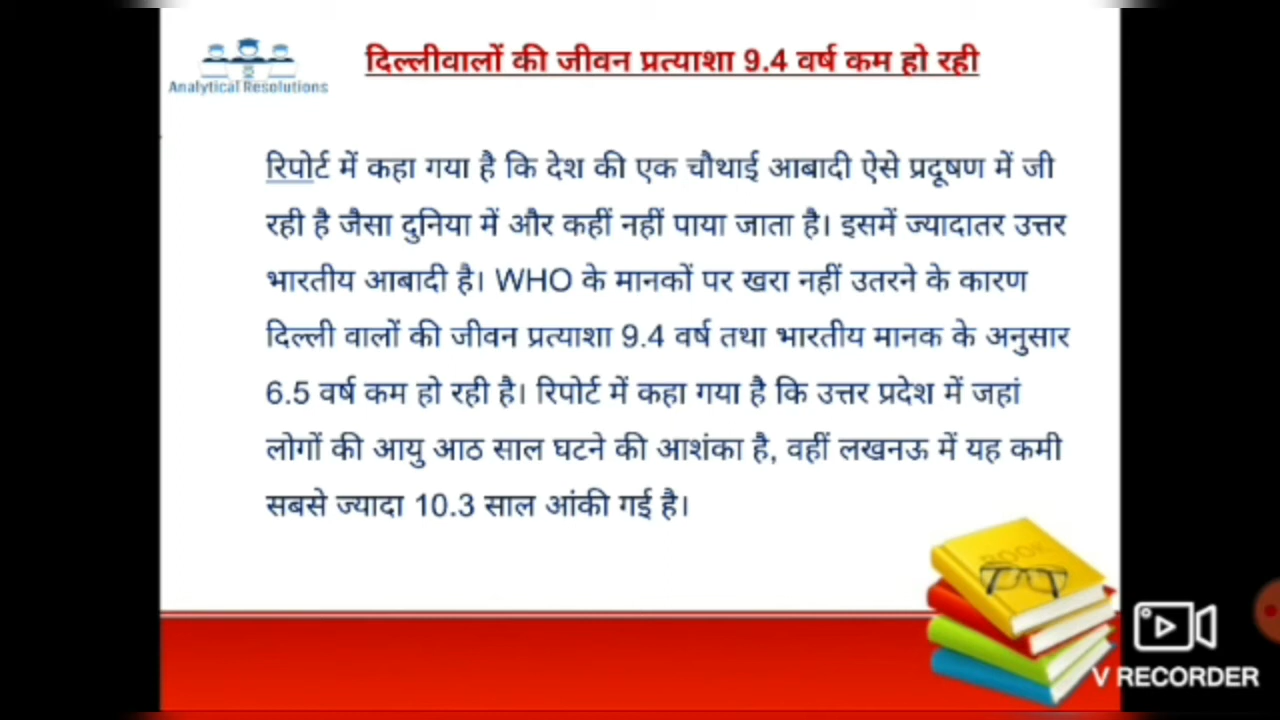 दिल्लीवालों की जीवन प्रत्याशा 9.4 वर्ष कम हो रही
Analytical Resolutions
रिपोर्ट में कहा गया है कि देश की एक चौथाई आबादी ऐसे प्रदूषण में जी
रही है जैसा दुनिया में और कहीं नहीं पाया जाता है। इसमें ज्यादातर उत्तर
भारतीय आबादी है। WHO के मानकों पर खरा नहीं उतरने के कारण
दिल्ली वालों की जीवन प्रत्याशा 9.4 वर्ष तथा भारतीय मानक के अनुसार
6.5 वर्ष कम हो रही है। रिपोर्ट में कहा गया है कि उत्तर प्रदेश में जहां
लोगों की आयु आठ साल घटने की आशंका है, वहीं लखनऊ में यह कमी
सबसे ज्यादा 10.3 साल आंकी गई है।
BOOK
V RECORDER